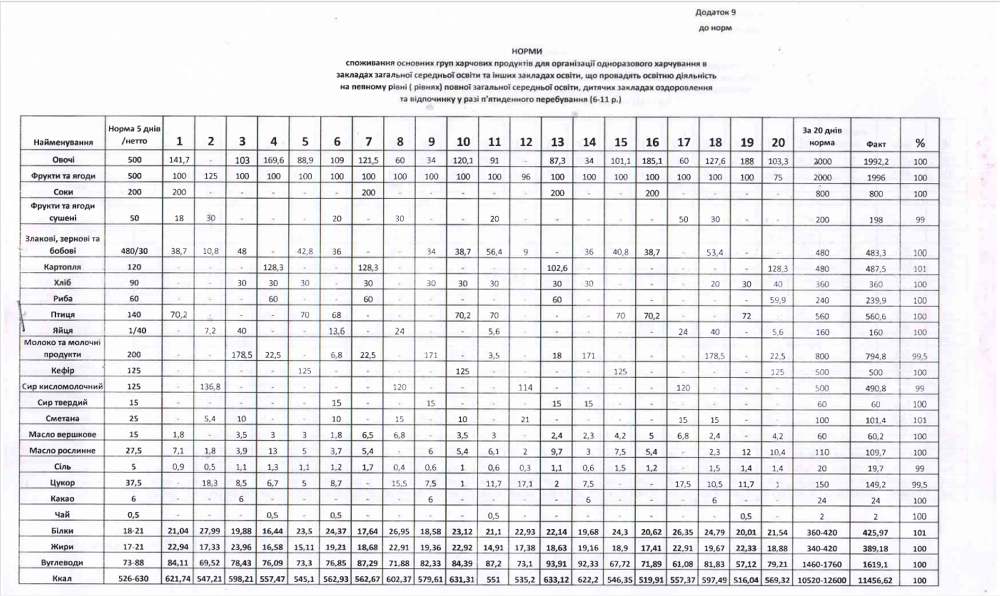 Додаток 9
до норм
НОРМИ
споживання основних груп харчових продуктів для організації одноразового харчування в
закладах загальної середньої освіти та інших закладах освіти, що провадять освітню діяльність
на певному рівні ( рівнях) повної загальної середньої освіти, дитячих закладах оздоровлення
та відпочинку у разі п'ятиденного перебування (6-11 р.)
Найменування Норма 5 днів /нетто 1 2 3 4 5 6 7 8 9 10 11 12 13 14 15 16 17 18 19 20 За 20 днів норма Факт %
Овочі 500 141,7 - 103 169,6 88,9 109 121,5 60 34 120,1 91 - 87,3 34 101,1 185,1 60 127,6 188 103,3 2000 1992,2 100
Фрукти та ягоди 500 100 125 100 100 100 100 100 100 100 100 100 96 100 100 100 100 100 100 100 75 2000 1996 100
Соки 200 200 - - - - - 200 - - - - - 200 - - 200 - - - - 800 800 100
Фрукти та ягоди сушені 50 18 30 - - - 20 - 30 - - 20 - - - - - 50 30 - - 200 198 99
Злакові, зернові та бобові 480/30 38,7 10,8 48 - 42,8 36 - - 34 38,7 56,4 9 - 36 40,8 38,7 - 53,4 - - 480 483,3 100
Картопля 120 - - - 128,3 - - 128,3 - - - - - 102,6 - - - - - - 128,3 480 487,5 101
Хліб 90 - - 30 30 30 - 30 - 30 30 30 - 30 30 - - - 20 30 40 360 360 100
Риба 60 - - - 60 - - 60 - - - - - 60 - - - - - - 59,9 240 239,9 100
Птиця 140 70,2 - - - 70 68 - - - 70,2 70 - - - 70 70,2 - - 72 - 560 560,6 100
Яйця 1/40 - 7,2 40 - - 13,6 - 24 - - 5,6 - - - - - 24 40 - 5,6 160 160 100
Молоко та молочні продукти 200 - - 178,5 22,5 - 6,8 22,5 - 171 - 3,5 - 18 171 - - - 178,5 - 22,5 800 794,8 99,5
Кефір 125 - - - - 125 - - - - 125 - - - - 125 - - - - 125 500 500 100
Сир кисломолочний 125 - 136,8 - - - - - 120 - - - 114 - - - - 120 - - - 500 490,8 99
Сир твердий 15 - - - - - 15 - - 15 - - - 15 15 - - - - - - 60 60 100
Сметана 25 - 5,4 10 - - 10 - 15 - 10 - 21 - - - - 15 15 - - 100 101,4 101
Масло вершкове 15 1,8 - 3,5 3 3 1,8 6,5 6,8 - 3,5 3 - 2,4 2,3 4,2 5 6,8 2,4 - 4,2 60 60,2 100
Масло рослинне 27,5 7,1 1,8 3,9 13 5 3,7 5,4 - 6 5,4 6,1 2 9,7 3 7,5 5,4 - 2,3 12 10,4 110 109,7 100
Сіль 5 0,9 0,5 1,1 1,3 1,1 1,2 1,7 0,4 0,6 1 0,6 0,3 1,1 0,6 1,5 1,2 - 1,5 1,4 1,4 20 19,7 99
Цукор 37,5 - 18,3 8,5 6,7 5 8,7 - 15,5 7,5 1 11,7 17,1 2 7,5 - - 17,5 10,5 11,7 1 150 149,2 99,5
Какао 6 - - 6 - - - - - 6 - - - - 6 - - - 6 - - 24 24 100
Чай 0,5 - - - 0,5 - 0,5 - - - - 0,5 - - - - - - - 0,5 - 2 2 100
Білки 18-21 21,04 27,99 19,88 16,44 23,5 24,37 17,64 26,95 18,58 23,12 21,1 22,93 22,14 19,68 24,3 20,62 26,35 24,79 20,01 21,54 360-420 425,97 101
Жири 17-21 22,94 17,33 23,96 16,58 15,11 19,21 18,68 22,91 19,36 22,92 14,91 17,38 18,63 19,16 18,9 17,41 22,91 19,67 22,33 18,88 340-420 389,18 100
Вуглеводи 73-88 84,11 69,52 78,43 76,09 73,3 76,85 87,29 71,88 82,33 84,39 87,2 73,1 93,91 92,33 67,72 71,89 61,08 81,83 57,12 79,21 1460-1760 1619,1 100
Ккал 526-630 621,74 547,21 598,21 557,47 545,1 562,93 562,67 602,37 579,61 631,31 551 535,2 633,12 622,2 546,35 519,91 557,37 597,49 516,04 569,32 10520-12600 11456,62 100